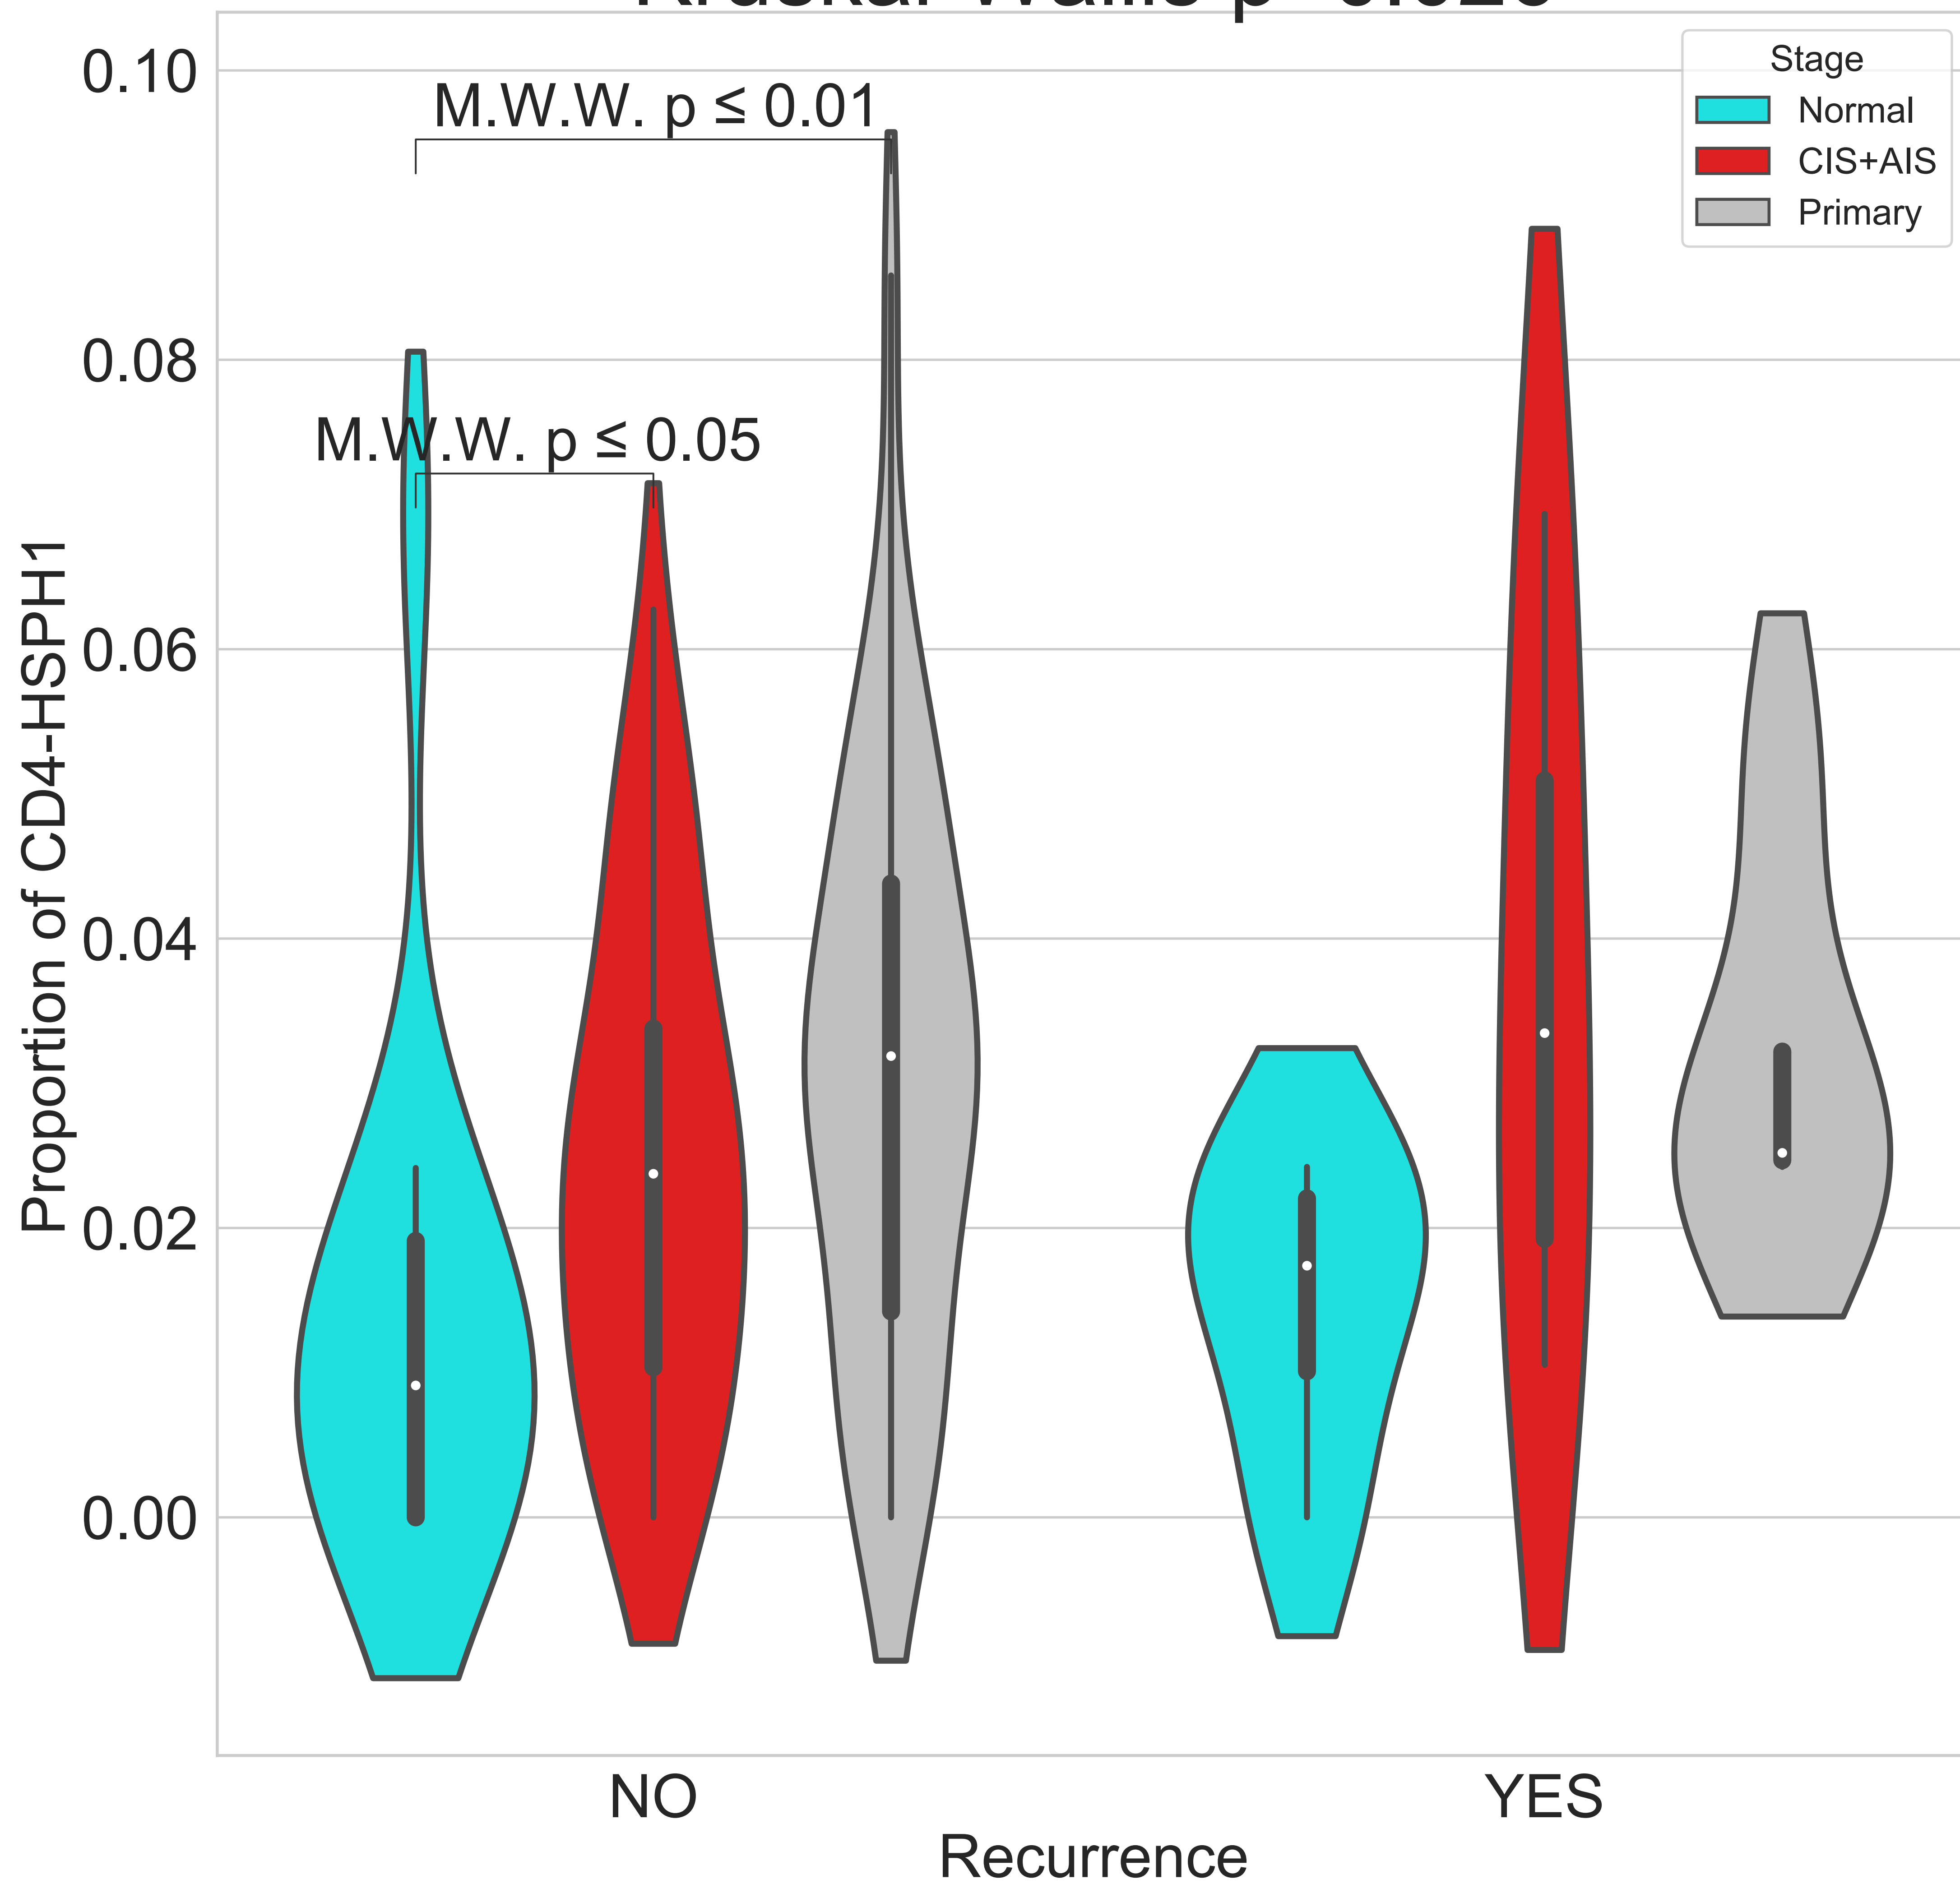 0.10
0.08
0.06
0.04
0.02
0.00
Proportion of CD4-HSPH1
M.W.W. p ≤ 0.01
M.W.W. p ≤ 0.05
Stage
Normal
CIS+AIS
Primary
NO
YES
Recurrence